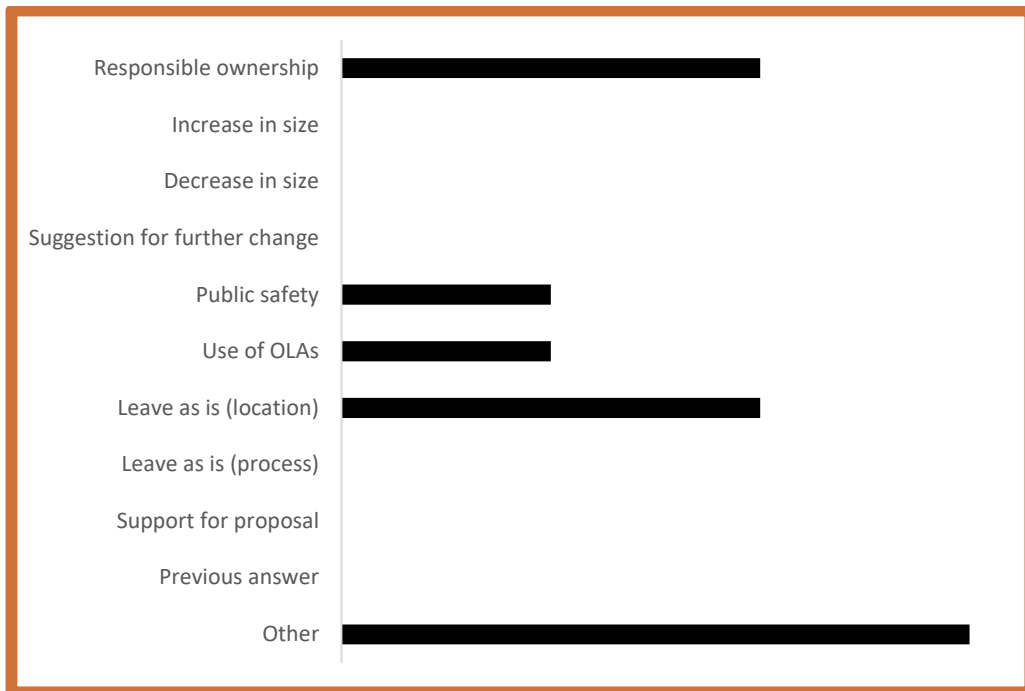 Responsible ownership
Increase in size
Decrease in size
Suggestion for further change
Public safety
Use of OLAs
Leave as is (location)
Leave as is (process)
Support for proposal
Previous answer
Other